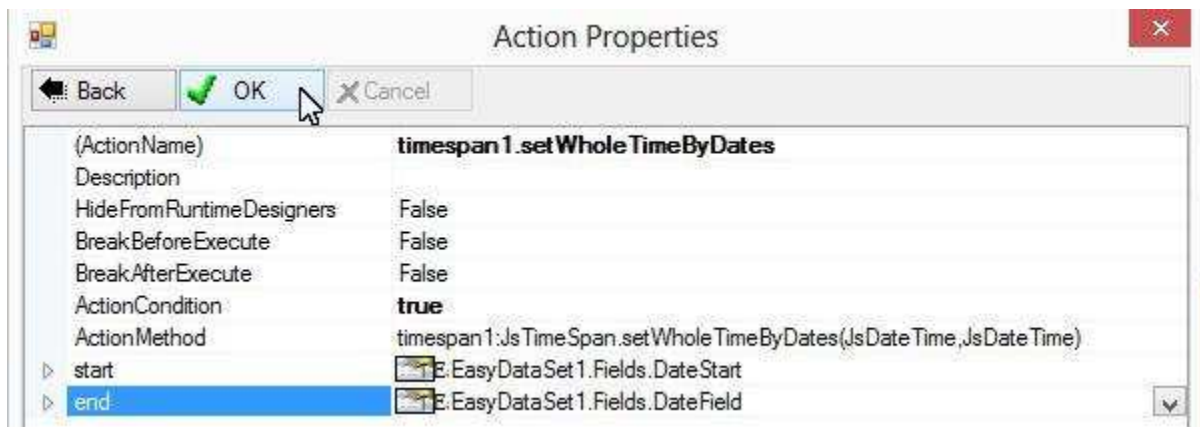 Action Properties
Back OK Cancel
(ActionName) timespan1.setWholeTimeByDates
Description
HideFromRuntimeDesigners False
BreakBeforeExecute False
BreakAfterExecute False
ActionCondition true
ActionMethod timespan1:JsTimeSpan.setWholeTimeByDates(JsDateTime,JsDateTime)
start E.EasyDataSet1.Fields.DateStart
end E.EasyDataSet1.Fields.DateField